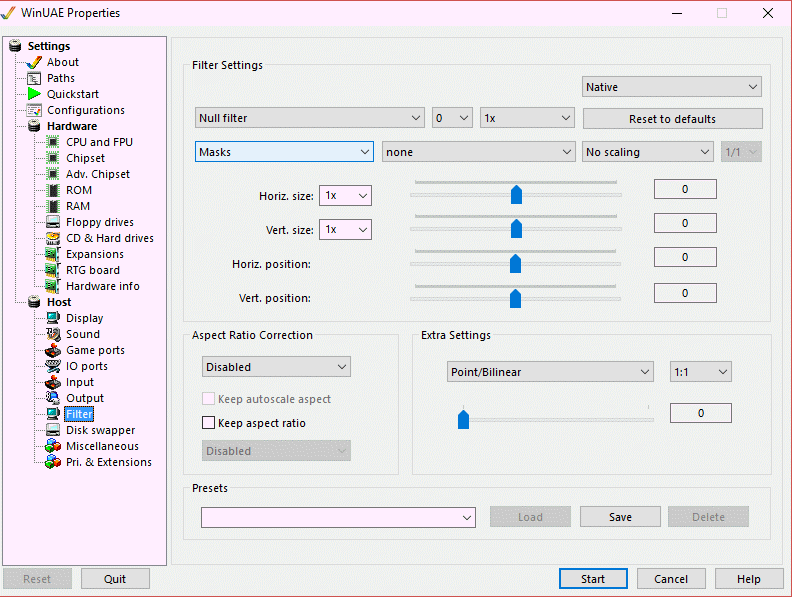 WinUAE Properties
Settings
About
Paths
Quickstart
Configurations
Hardware
CPU and FPU
Chipset
Adv. Chipset
ROM
RAM
Floppy drives
CD & Hard drives
Expansions
RTG board
Hardware info
Host
Display
Sound
Game ports
IO ports
Input
Output
Filter
Disk swapper
Miscellaneous
Pri. & Extensions
Filter Settings
Native
Null filter 0 1x Reset to defaults
Masks none No scaling 1/1
Horiz. size: 1x 0
Vert. size: 1x 0
Horiz. position: 0
Vert. position: 0
Aspect Ratio Correction
Disabled
Keep autoscale aspect
Keep aspect ratio
Disabled
Extra Settings
Point/Bilinear 1:1
0
Presets
Load Save Delete
Reset Quit Start Cancel Help